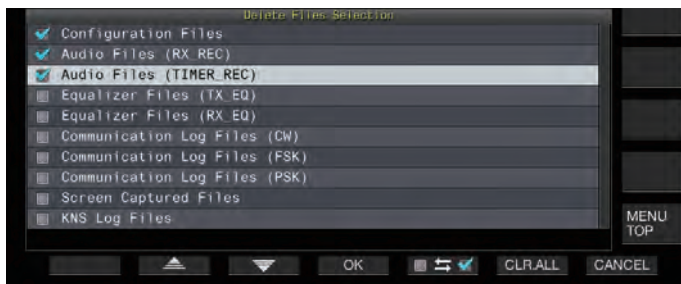 Delete Files Selection
Configuration Files
Audio Files (RX_REC)
Audio Files (TIMER_REC)
Equalizer Files (TX_EQ)
Equalizer Files (RX_EQ)
Communication Log Files (CW)
Communication Log Files (FSK)
Communication Log Files (PSK)
Screen Captured Files
KNS Log Files
MENU
TOP
OK
CLR.ALL
CANCEL